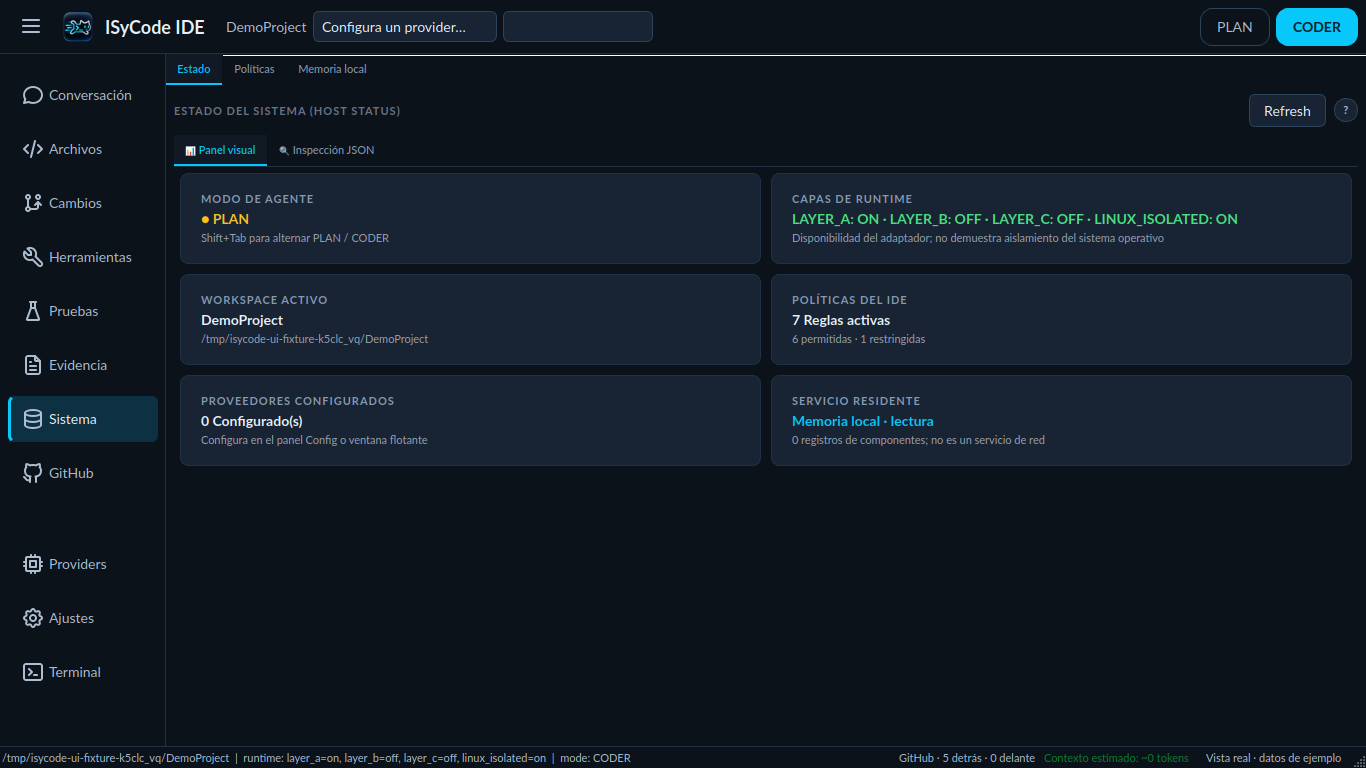 ISyCode IDE
DemoProject
Configura un provider...
PLAN
CODER
Conversación
Archivos
Cambios
Herramientas
Pruebas
Evidencia
Sistema
GitHub
Providers
Ajustes
Terminal
Estado
Políticas
Memoria local
ESTADO DEL SISTEMA (HOST STATUS)
Refresh
?
Panel visual
Inspección JSON
MODO DE AGENTE
● PLAN
Shift+Tab para alternar PLAN / CODER
CAPAS DE RUNTIME
LAYER_A: ON · LAYER_B: OFF · LAYER_C: OFF · LINUX_ISOLATED: ON
Disponibilidad del adaptador; no demuestra aislamiento del sistema operativo
WORKSPACE ACTIVO
DemoProject
/tmp/isycode-ui-fixture-k5clc_vq/DemoProject
POLÍTICAS DEL IDE
7 Reglas activas
6 permitidas · 1 restringidas
PROVEEDORES CONFIGURADOS
0 Configurado(s)
Configura en el panel Config o ventana flotante
SERVICIO RESIDENTE
Memoria local · lectura
0 registros de componentes; no es un servicio de red
/tmp/isycode-ui-fixture-k5clc_vq/DemoProject | runtime: layer_a=on, layer_b=off, layer_c=off, linux_isolated=on | mode: CODER
GitHub · 5 detrás · 0 delante
Contexto estimado: ~0 tokens
Vista real · datos de ejemplo